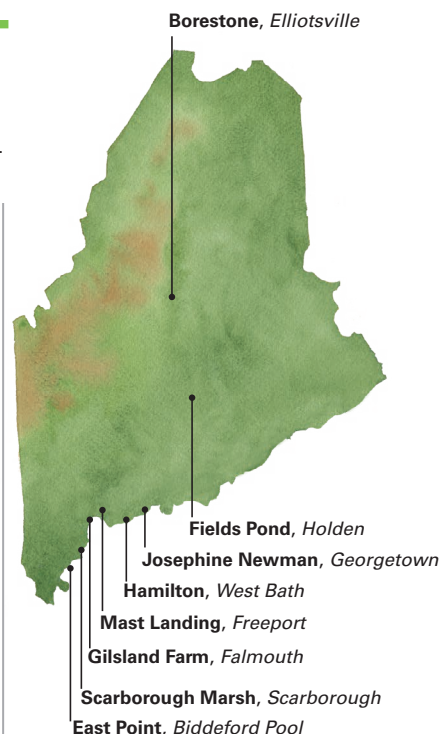 Borestone, Elliotsville
Fields Pond, Holden
Josephine Newman, Georgetown
Hamilton, West Bath
Mast Landing, Freeport
Gilsland Farm, Falmouth
Scarborough Marsh, Scarborough
East Point, Biddeford Pool